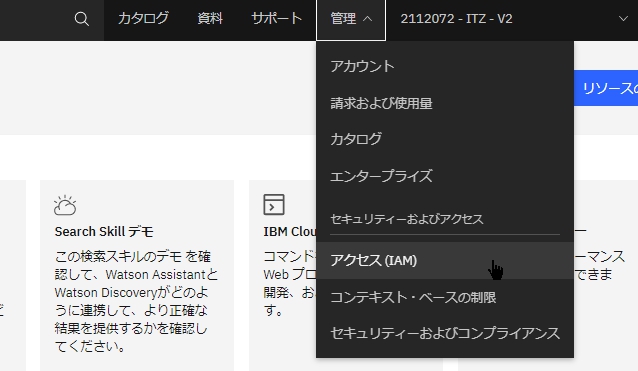 カタログ 資料 サポート 管理 2112072 - ITZ - V2
アカウント
請求および使用量
カタログ
エンタープライズ
セキュリティーおよびアクセス
アクセス (IAM)
コンテキスト・ベースの制限
セキュリティーおよびコンプライアンス
リソースの
Search Skill デモ
この検索スキルのデモ を確
認して、Watson Assistantと
Watson Discoveryがどのよ
うに連携して、より正確な
結果を提供するかを確認し
てください。
IBM Clou
コマンド
Web プロ
開発、お
す。
ー
ーマンス
できま
ど